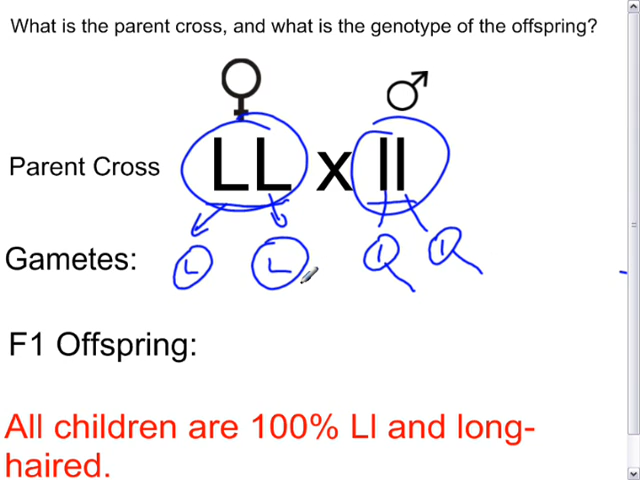 What is the parent cross, and what is the genotype of the offspring?
Parent Cross LL x ll
Gametes: L L l l
F1 Offspring:
All children are 100% Ll and long-
haired.